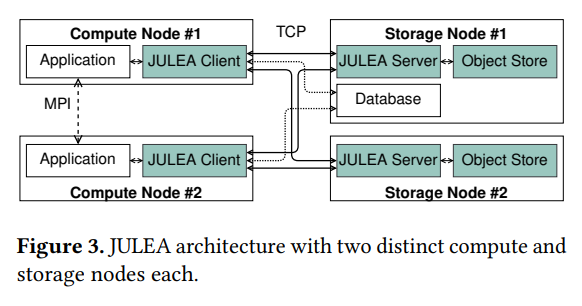 Compute Node #1
TCP
Storage Node #1
Application
JULEA Client
JULEA Server
Object Store
Database
MPI
Application
JULEA Client
JULEA Server
Object Store
Compute Node #2
Storage Node #2
Figure 3. JULEA architecture with two distinct compute and
storage nodes each.